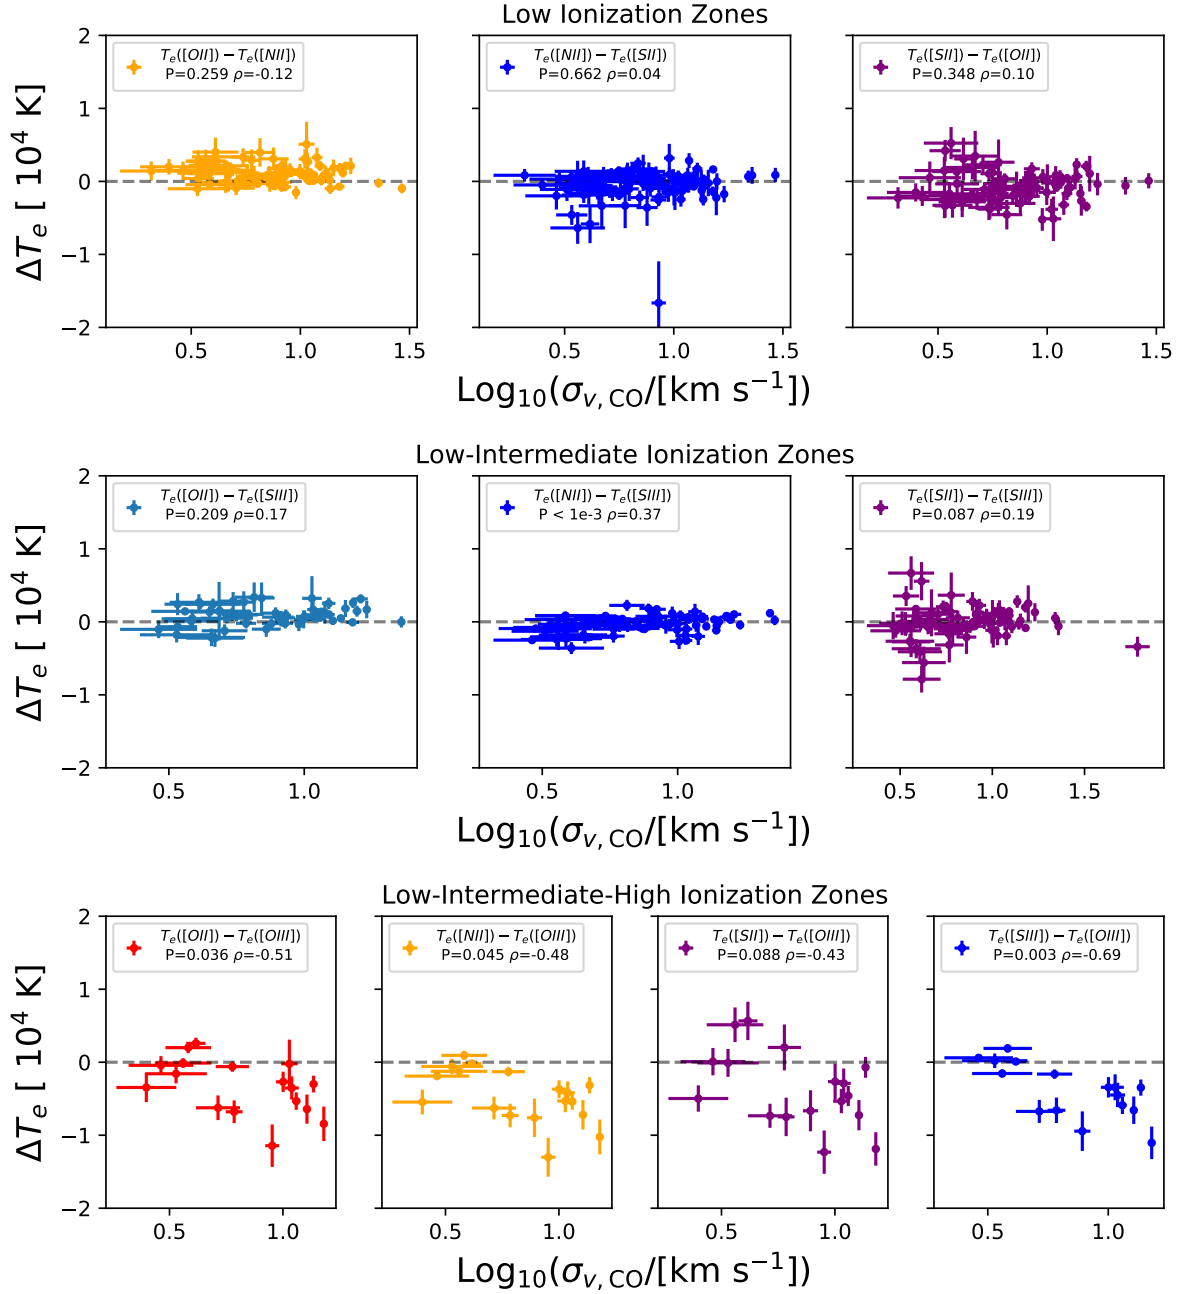 Low Ionization Zones
T_e([OII]) − T_e([NII])
P=0.259 ρ=-0.12
T_e([NII]) − T_e([SII])
P=0.662 ρ=0.04
T_e([SII]) − T_e([OII])
P=0.348 ρ=0.10
ΔT_e [ 10^4 K]
2
1
0
−1
−2
0.5 1.0 1.5
0.5 1.0 1.5
0.5 1.0 1.5
Log_10(σ_v, CO/[km s^−1])
Low-Intermediate Ionization Zones
T_e([OII]) − T_e([SIII])
P=0.209 ρ=0.17
T_e([NII]) − T_e([SIII])
P < 1e-3 ρ=0.37
T_e([SII]) − T_e([SIII])
P=0.087 ρ=0.19
ΔT_e [ 10^4 K]
2
1
0
−1
−2
0.5 1.0
0.5 1.0
0.5 1.0 1.5
Log_10(σ_v, CO/[km s^−1])
Low-Intermediate-High Ionization Zones
T_e([OII]) − T_e([OIII])
P=0.036 ρ=-0.51
T_e([NII]) − T_e([OIII])
P=0.045 ρ=-0.48
T_e([SII]) − T_e([OIII])
P=0.088 ρ=-0.43
T_e([SIII]) − T_e([OIII])
P=0.003 ρ=-0.69
ΔT_e [ 10^4 K]
2
1
0
−1
−2
0.5 1.0
0.5 1.0
0.5 1.0
0.5 1.0
Log_10(σ_v, CO/[km s^−1])